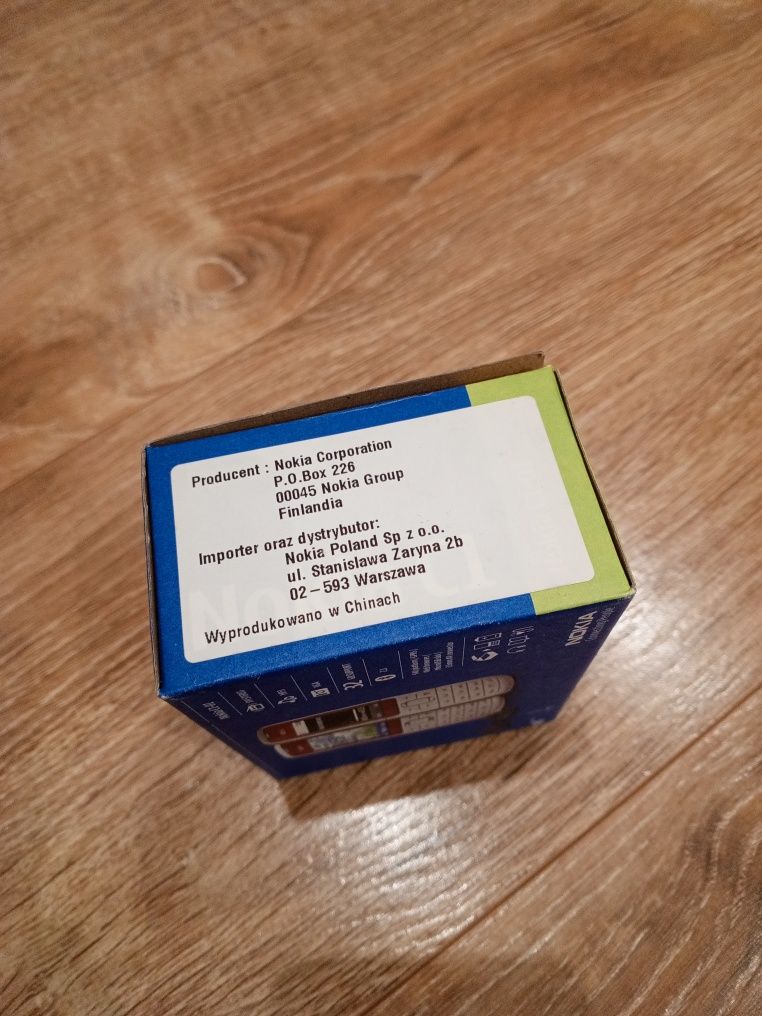 Producent : Nokia Corporation
P.O.Box 226
00045 Nokia Group
Finlandia
Importer oraz dystrybutor:
Nokia Poland Sp z o.o.
ul. Stanislawa Zaryna 2b
02 – 593 Warszawa
Wyprodukowano w Chinach
NOKIA